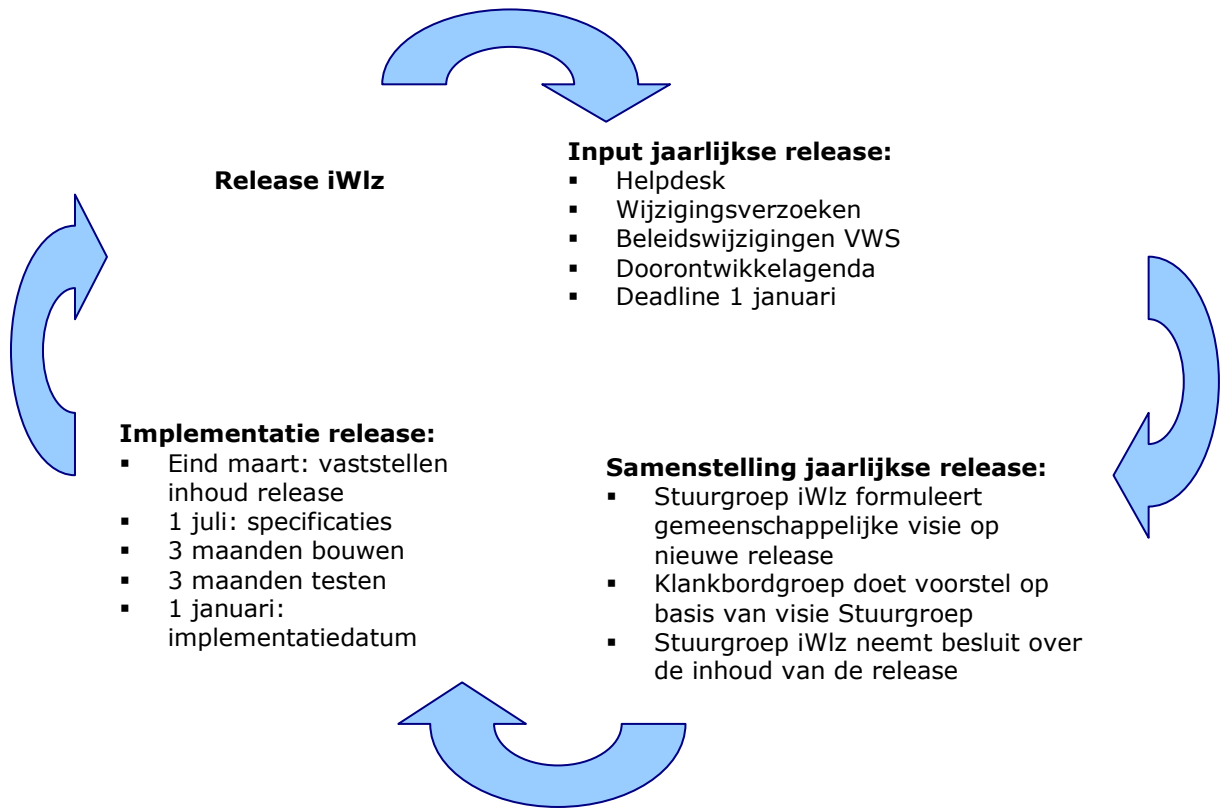 Release iWlz
Input jaarlijkse release:
▪ Helpdesk
▪ Wijzigingsverzoeken
▪ Beleidswijzigingen VWS
▪ Doorontwikkelagenda
▪ Deadline 1 januari
Samenstelling jaarlijkse release:
▪ Stuurgroep iWlz formuleert
gemeenschappelijke visie op
nieuwe release
▪ Klankbordgroep doet voorstel op
basis van visie Stuurgroep
▪ Stuurgroep iWlz neemt besluit over
de inhoud van de release
Implementatie release:
▪ Eind maart: vaststellen
inhoud release
▪ 1 juli: specificaties
▪ 3 maanden bouwen
▪ 3 maanden testen
▪ 1 januari:
implementatiedatum